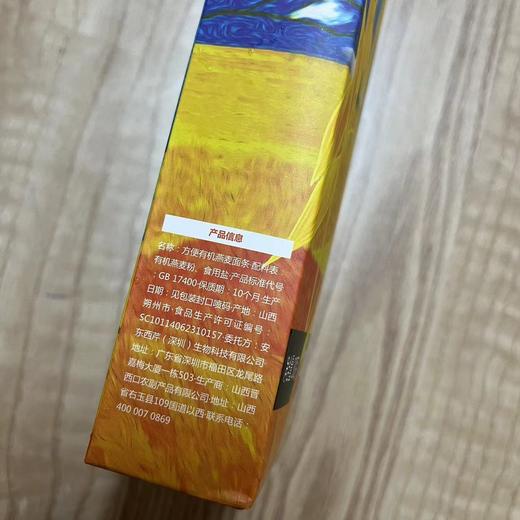 产品信息
名称：方便有机燕麦面条·配料表
：有机燕麦粉、食用盐·产品标准代号
：GB 17400·保质期：10个月·生产
日期：见包装封口喷码·产地：山西
朔州市·食品生产许可证编号：
SC10114062310157·委托方：安
东西芹（深圳）生物科技有限公司
·地址：广东省深圳市福田区龙尾路
嘉梅大厦一栋503·生产商：山西晋
西口农副产品有限公司·地址：山西
省右玉县109国道以西·联系电话：
400 007 0869